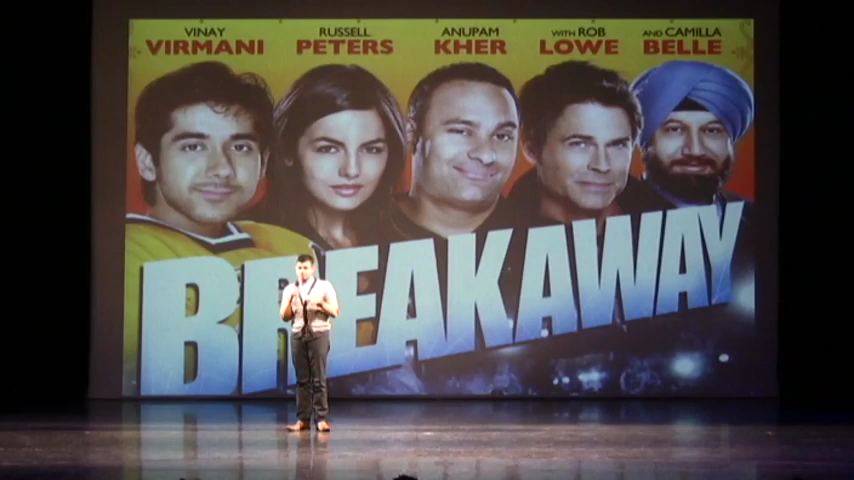 VINAY
VIRMANI
RUSSELL
PETERS
ANUPAM
KHER
WITH ROB
LOWE
AND CAMILLA
BELLE
BREAKAWAY